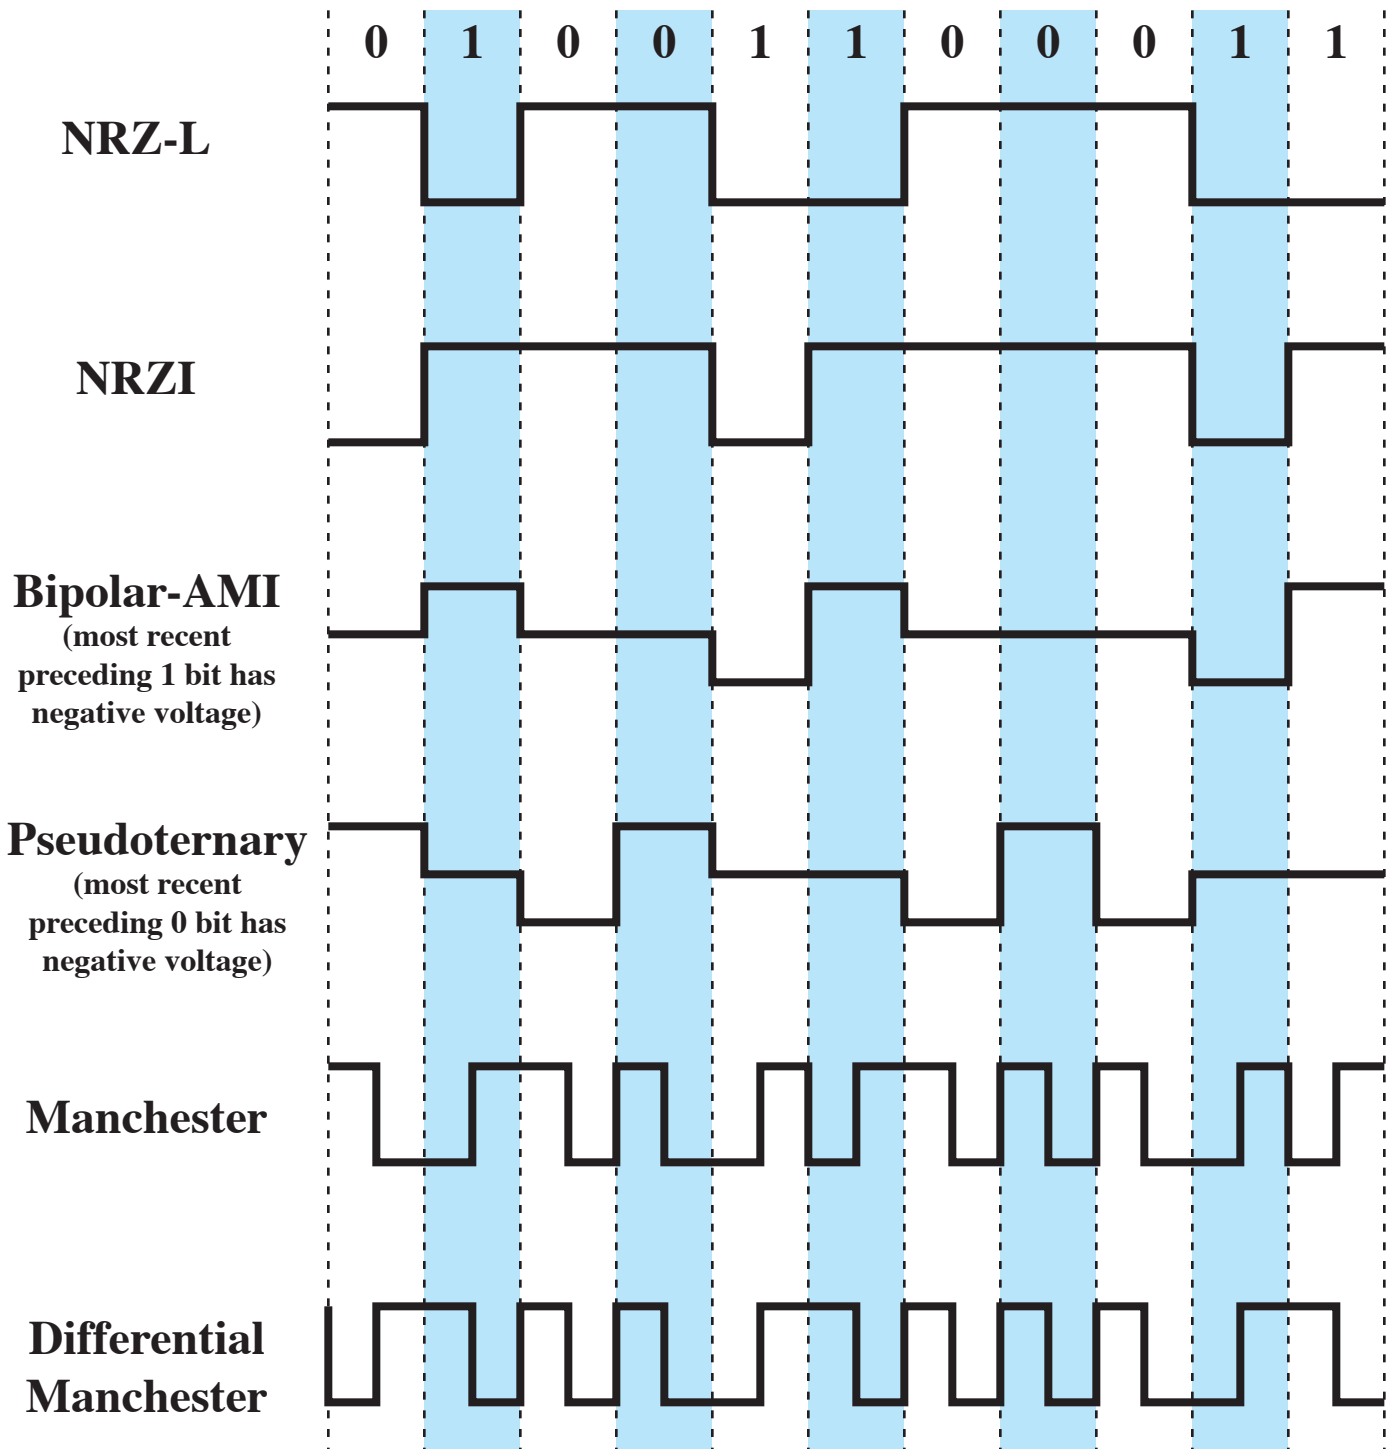 0 1 0 0 1 1 0 0 0 1 1
NRZ-L
NRZI
Bipolar-AMI
(most recent
preceding 1 bit has
negative voltage)
Pseudoternary
(most recent
preceding 0 bit has
negative voltage)
Manchester
Differential
Manchester